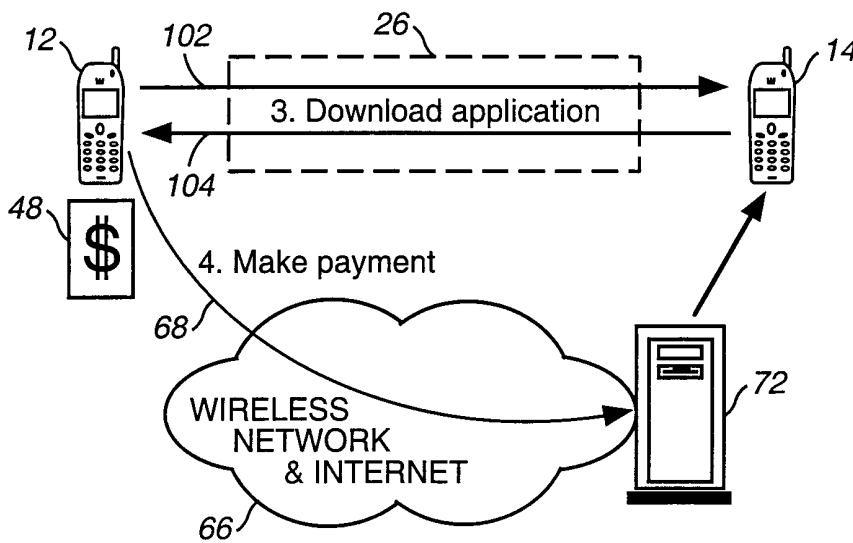 12
102
26
14
3. Download application
104
48
$
4. Make payment
68
72
WIRELESS
NETWORK
& INTERNET
66